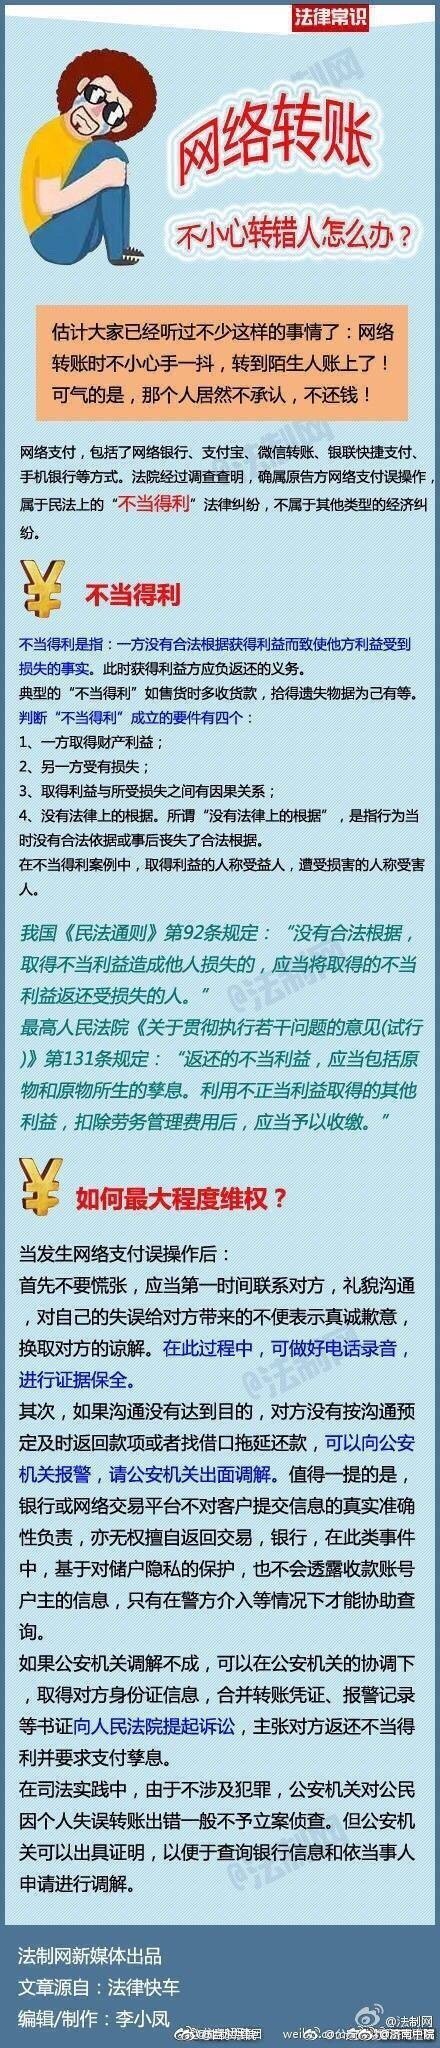 法律常识
网络转账
不小心转错人怎么办？
估计大家已经听过不少这样的事情了：网络
转账时不小心手一抖，转到陌生人账上了！
可气的是，那个人居然不承认，不还钱！
网络支付，包括了网络银行、支付宝、微信转账、银联快捷支付、
手机银行等方式。法院经过调查查明，确属原告方网络支付误操作，
属于民法上的“不当得利”法律纠纷，不属于其他类型的经济纠
纷。
不当得利
不当得利是指：一方没有合法根据获得利益而致使他方利益受到
损失的事实。此时获得利益方应负返还的义务。
典型的“不当得利”如售货时多收货款，拾得遗失物据为己有等。
判断“不当得利”成立的要件有四个：
1、一方取得财产利益；
2、另一方受有损失；
3、取得利益与所受损失之间有因果关系；
4、没有法律上的根据。所谓“没有法律上的根据”，是指行为当
时没有合法依据或事后丧失了合法根据。
在不当得利案例中，取得利益的人称受益人，遭受损害的人称受害
人。
我国《民法通则》第92条规定：“没有合法根据，
取得不当利益造成他人损失的，应当将取得的不当
利益返还受损失的人。”
最高人民法院《关于贯彻执行若干问题的意见(试行
)》第131条规定：“返还的不当利益，应当包括原
物和原物所生的孳息。利用不正当利益取得的其他
利益，扣除劳务管理费用后，应当予以收缴。”
如何最大程度维权？
当发生网络支付误操作后：
首先不要慌张，应当第一时间联系对方，礼貌沟通
，对自己的失误给对方带来的不便表示真诚歉意，
换取对方的谅解。在此过程中，可做好电话录音，
进行证据保全。
其次，如果沟通没有达到目的，对方没有按沟通预
定及时返回款项或者找借口拖延还款，可以向公安
机关报警，请公安机关出面调解。值得一提的是，
银行或网络交易平台不对客户提交信息的真实准确
性负责，亦无权擅自返回交易，银行，在此类事件
中，基于对储户隐私的保护，也不会透露收款账号
户主的信息，只有在警方介入等情况下才能协助查
询。
如果公安机关调解不成，可以在公安机关的协调下
，取得对方身份证信息，合并转账凭证、报警记录
等书证向人民法院提起诉讼，主张对方返还不当得
利并要求支付孳息。
在司法实践中，由于不涉及犯罪，公安机关对公民
因个人失误转账出错一般不予立案侦查。但公安机
关可以出具证明，以便于查询银行信息和依当事人
申请进行调解。
法制网新媒体出品
文章源自：法律快车
编辑/制作：李小凤
@法制网
@济南中院